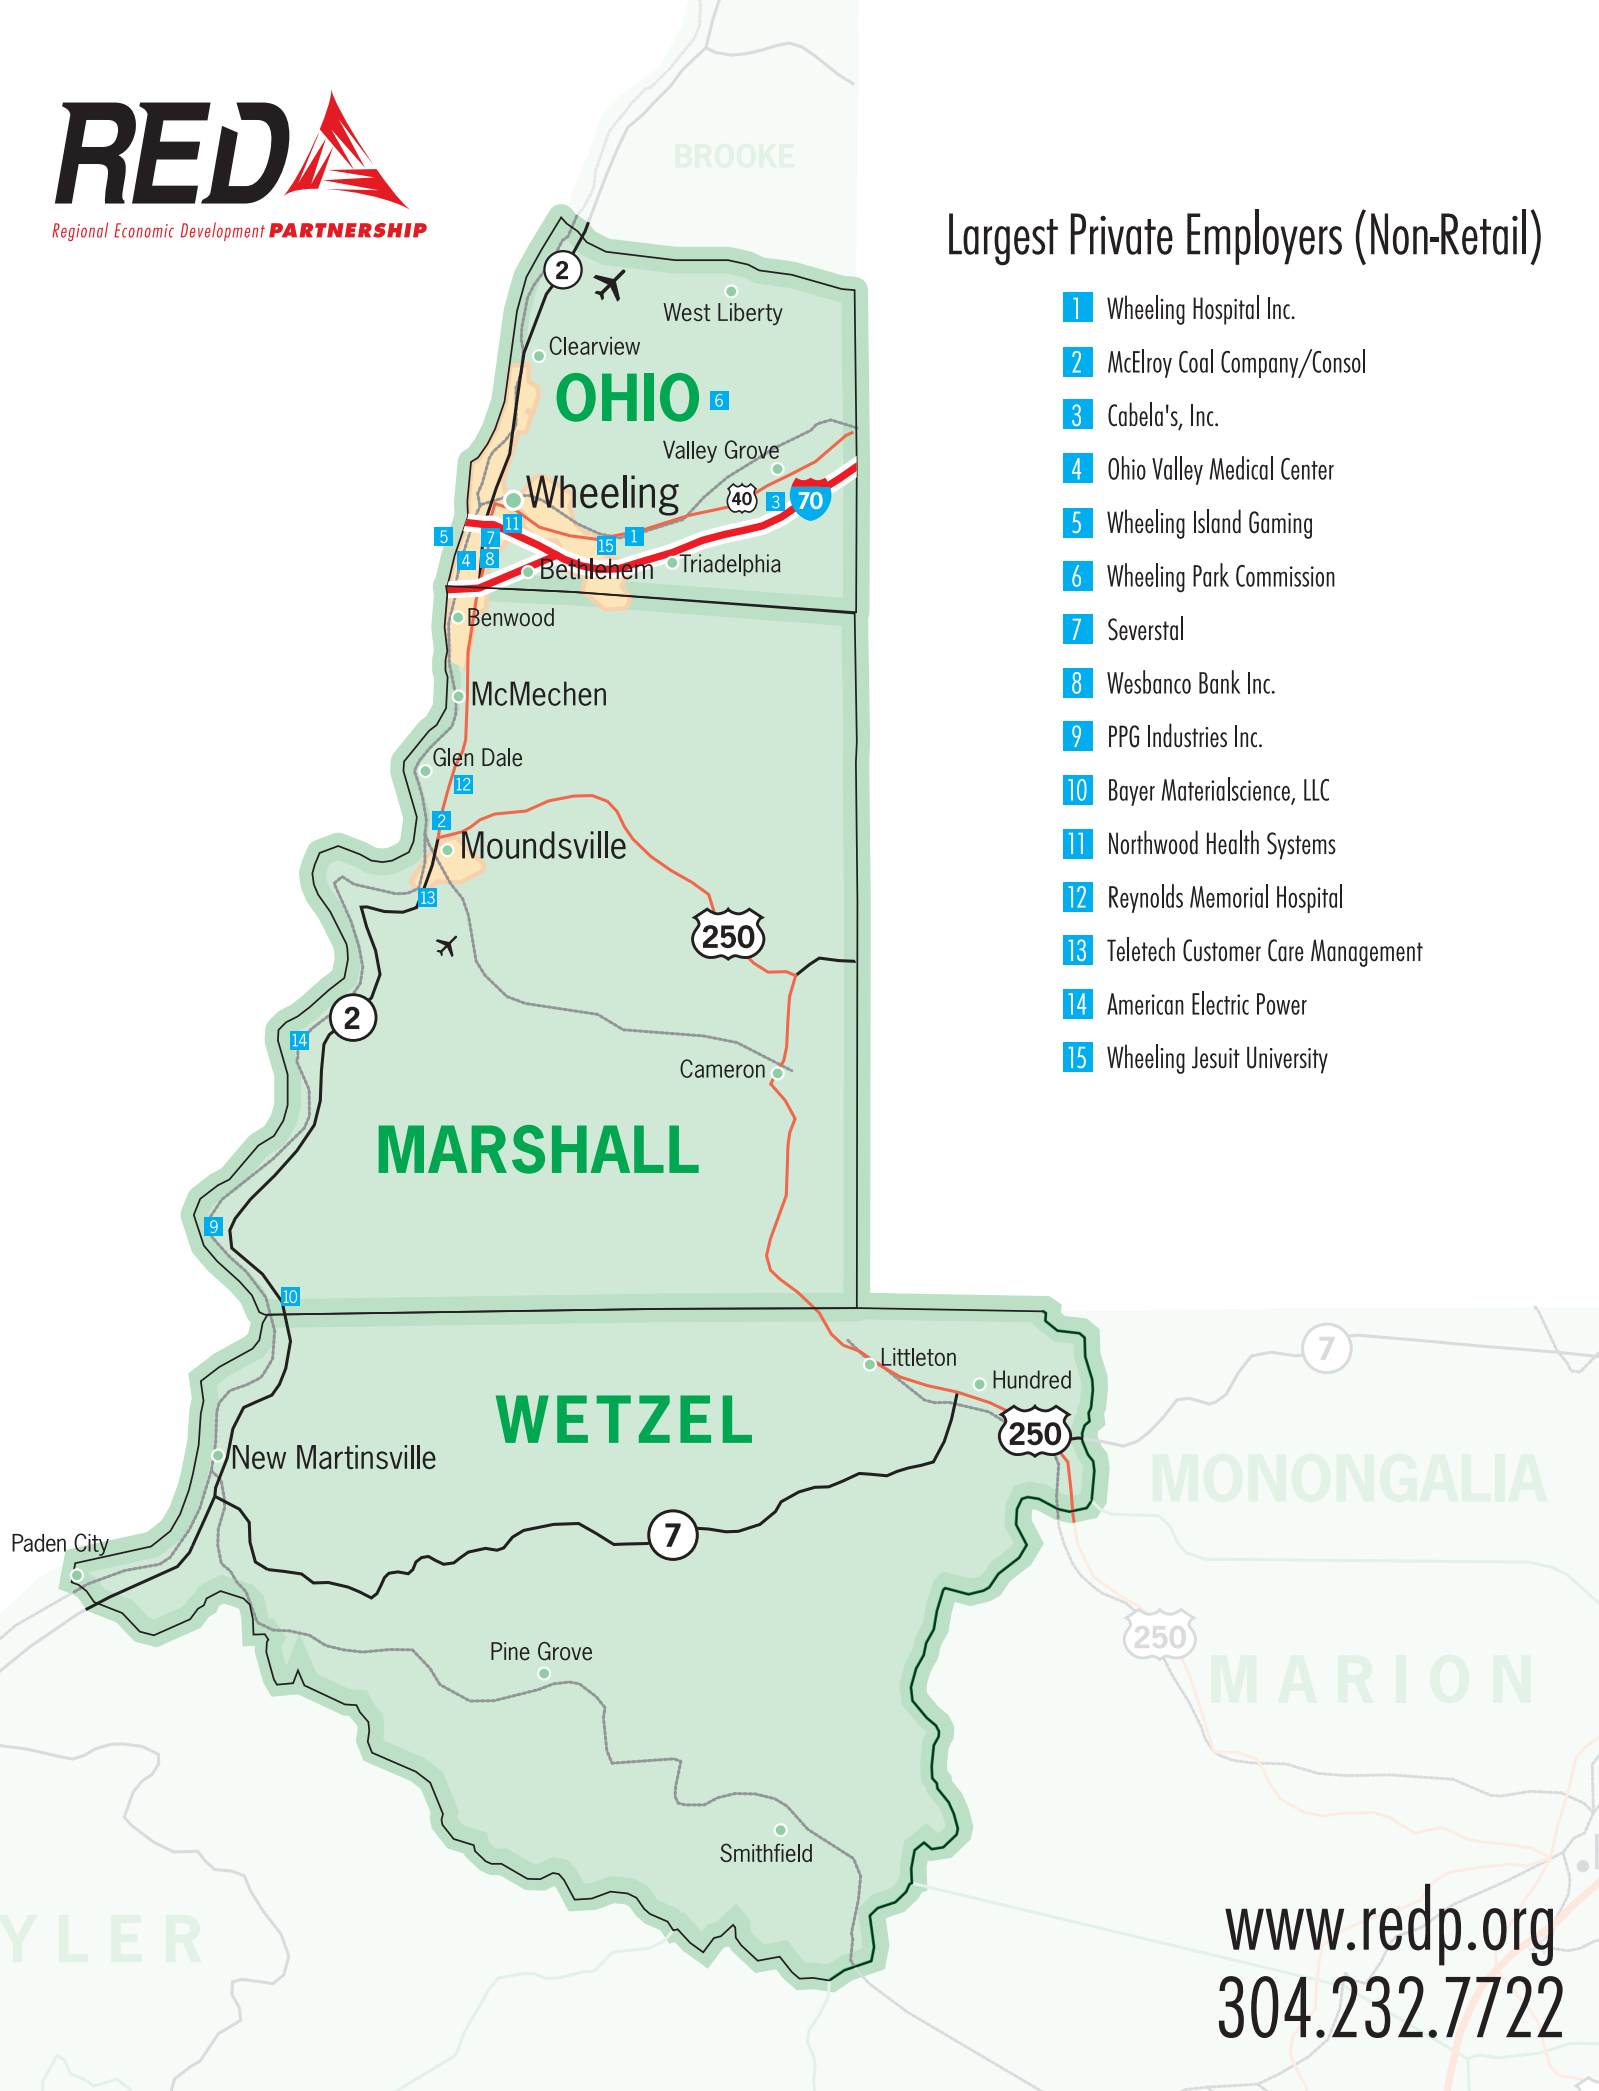 RED
Regional Economic Development PARTNERSHIP
BROOKE
Largest Private Employers (Non-Retail)
1 Wheeling Hospital Inc.
2 McElroy Coal Company/Consol
3 Cabela's, Inc.
4 Ohio Valley Medical Center
5 Wheeling Island Gaming
6 Wheeling Park Commission
7 Severstal
8 Wesbanco Bank Inc.
9 PPG Industries Inc.
10 Bayer Materialscience, LLC
11 Northwood Health Systems
12 Reynolds Memorial Hospital
13 Teletech Customer Care Management
14 American Electric Power
15 Wheeling Jesuit University
2
West Liberty
Clearview
OHIO
6
Valley Grove
Wheeling
40
3
70
11
5
7
15
1
4
8
Bethlehem
Triadelphia
Benwood
McMechen
Glen Dale
12
2
Moundsville
13
250
2
14
Cameron
MARSHALL
9
10
Littleton
7
Hundred
WETZEL
250
New Martinsville
MONONGALIA
Paden City
7
250
Pine Grove
MARION
Smithfield
YLER
www.redp.org
304.232.7722